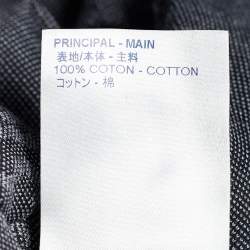 PRINCIPAL - MAIN
表地/本体 - 主料
100% COTON - COTTON
コットン - 棉